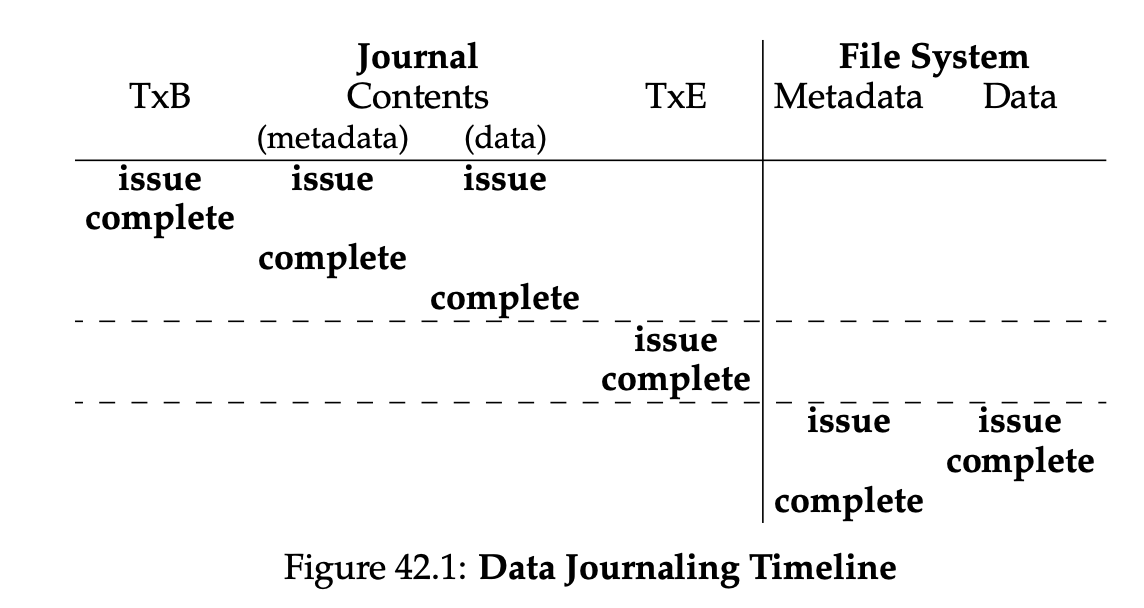 Journal File System
TxB Contents TxE Metadata Data
(metadata) (data)
issue issue issue
complete
complete
complete
issue
complete
issue issue
complete
complete
Figure 42.1: Data Journaling Timeline